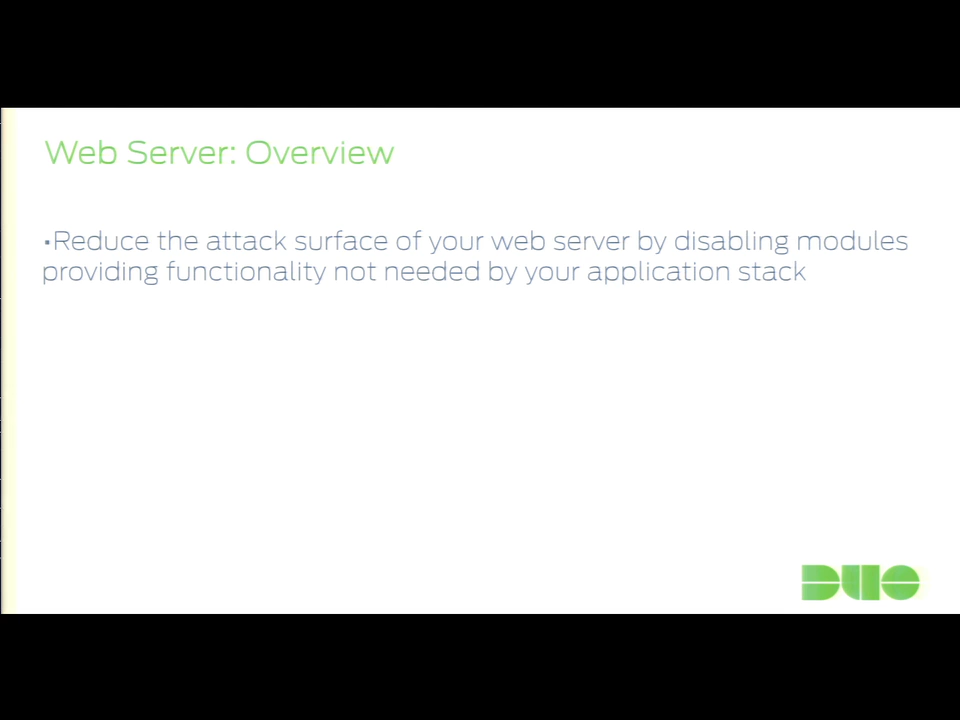 Web Server: Overview
▪Reduce the attack surface of your web server by disabling modules
providing functionality not needed by your application stack
DUO